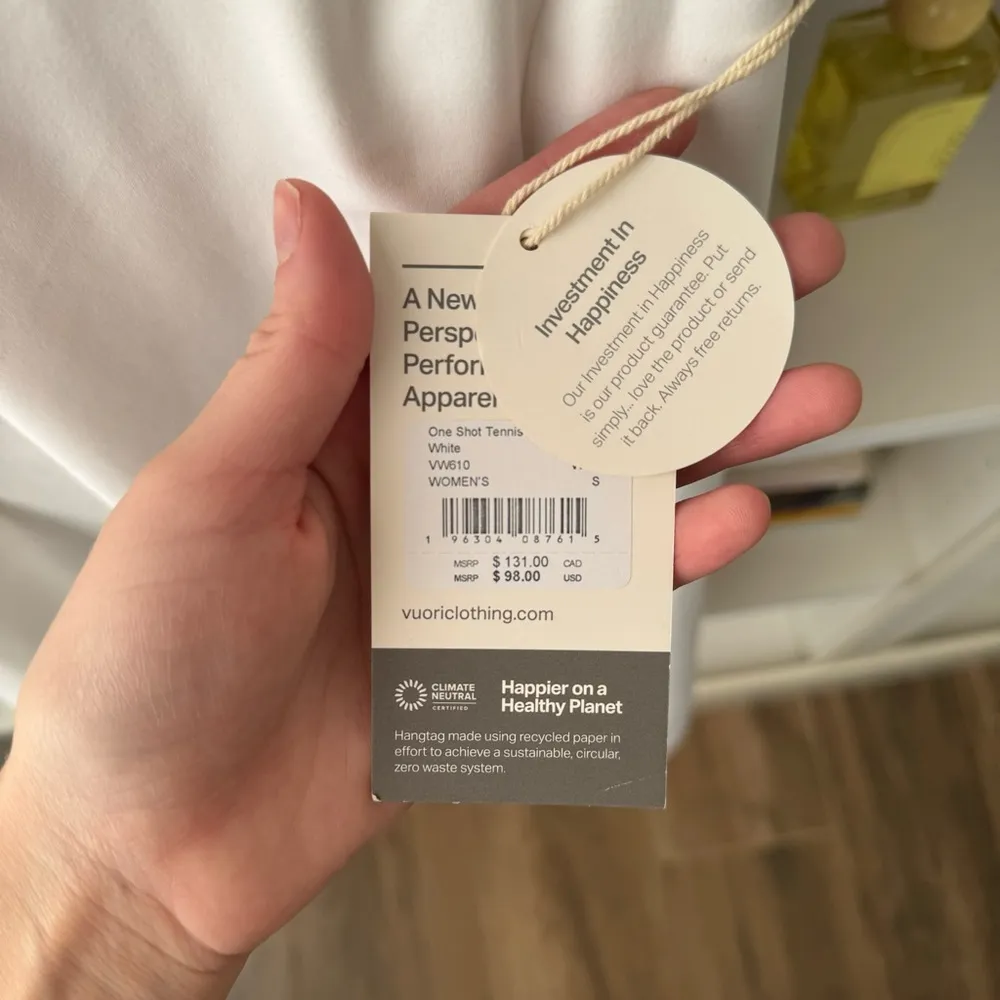 A New
Apparel
One Shot Tennis
White
VW610
WOMEN'S S
1 96304 08761 5
MSRP $ 131.00 CAD
MSRP $ 98.00 USD
vuoriclothing.com
CLIMATE
NEUTRAL
CERTIFIED
Happier on a
Healthy Planet
Hangtag made using recycled paper in
effort to achieve a sustainable, circular,
zero waste system.
Investment In
Happiness
Our Investment in Happiness
is our product guarantee. Put
simply... love the product or send
it back. Always free returns.